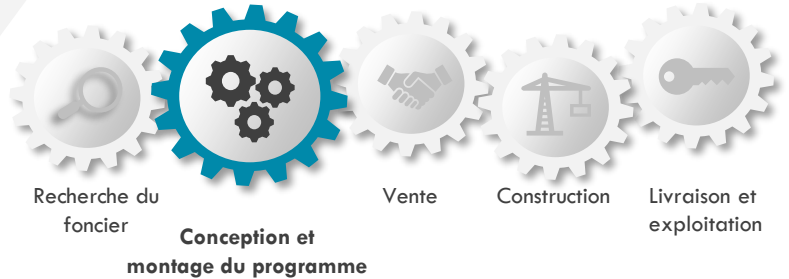 Recherche du
foncier
Conception et
montage du programme
Vente
Construction
Livraison et
exploitation